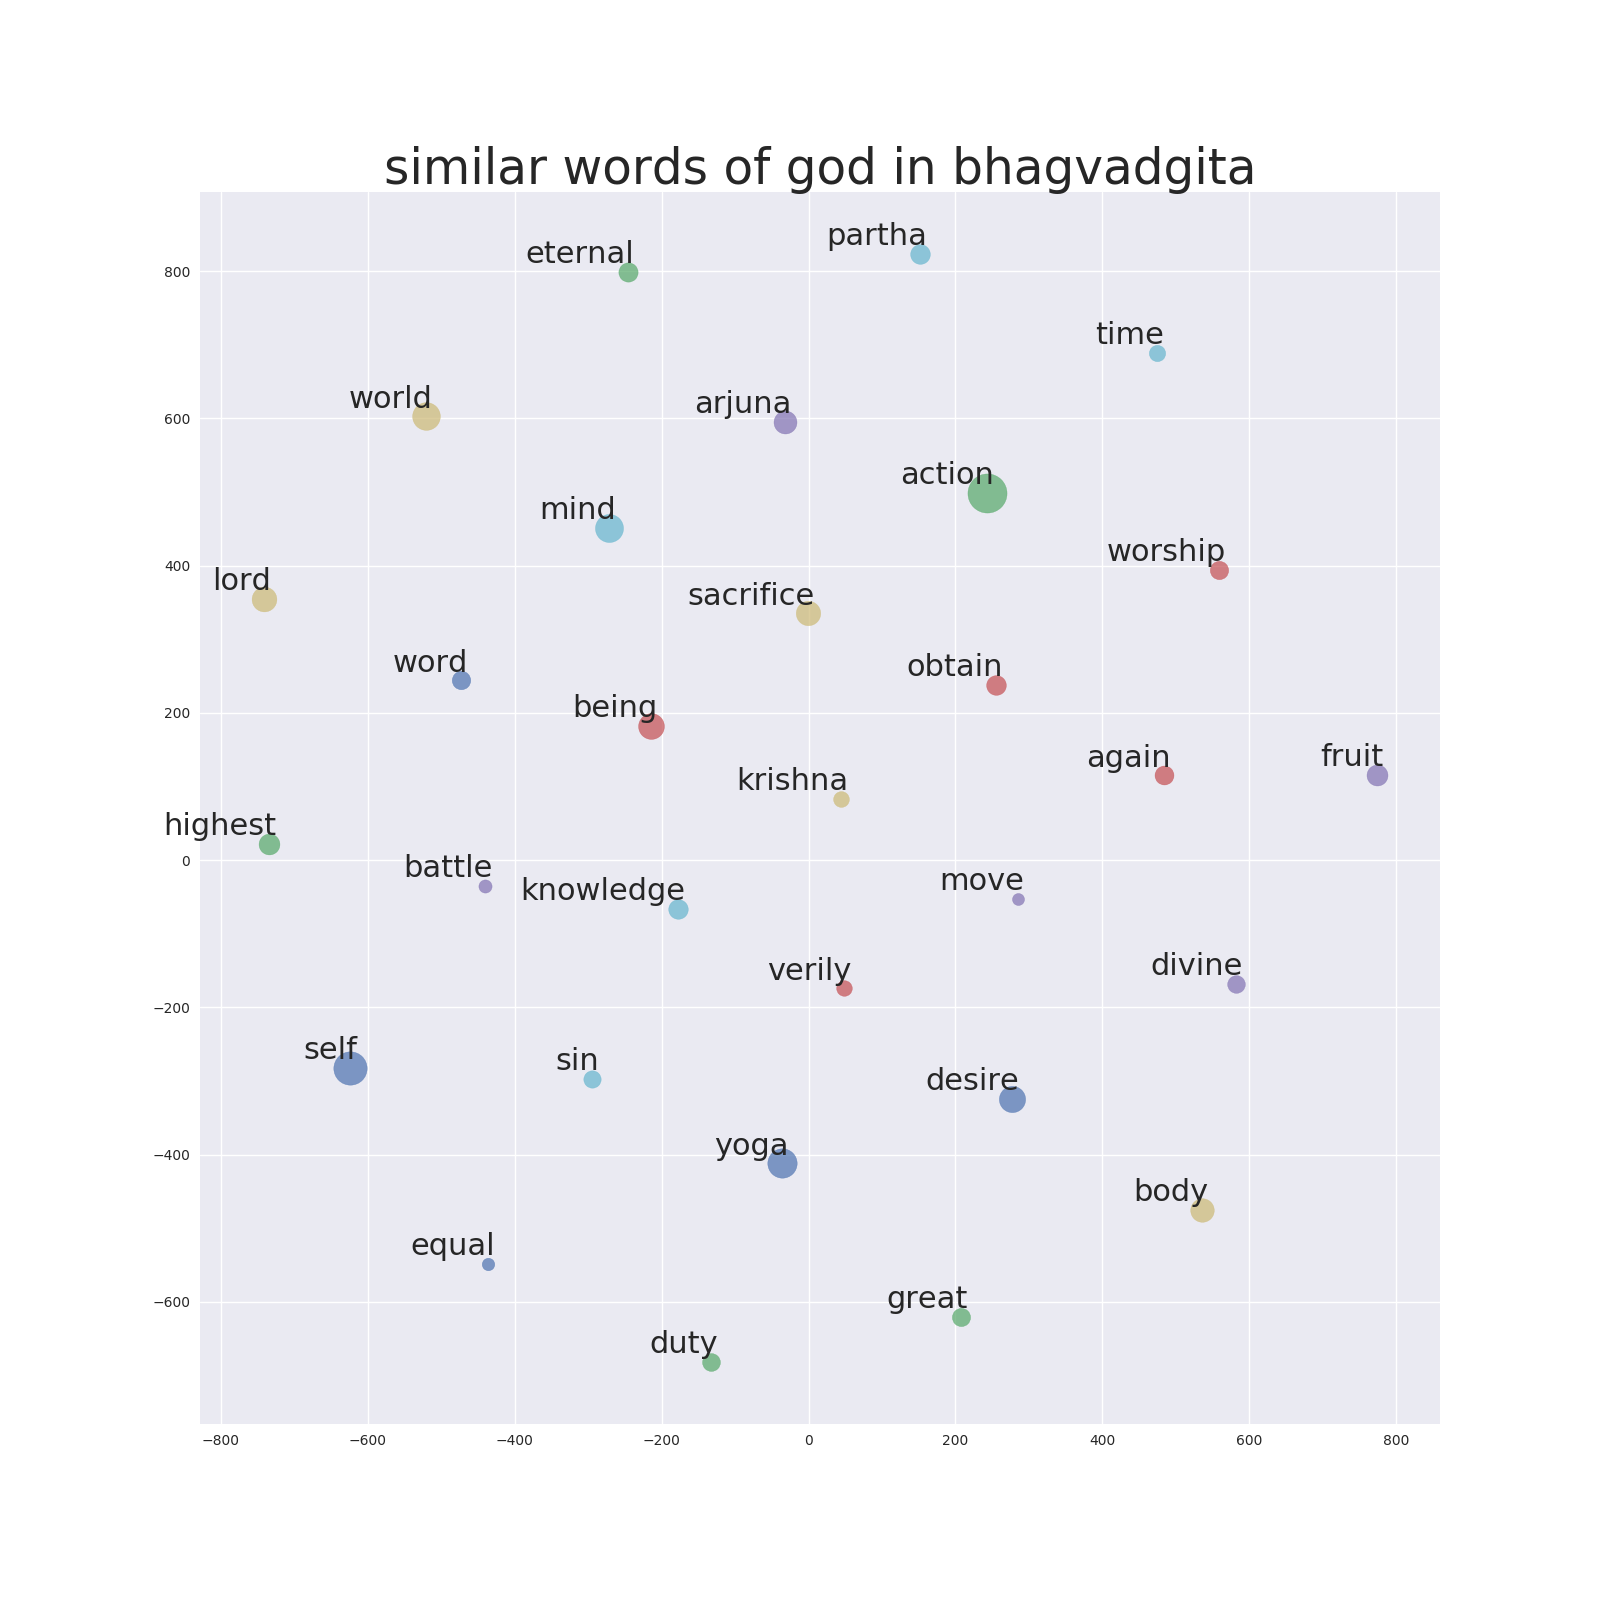 similar words of god in bhagvadgita
partha
eternal
800
time
world
arjuna
600
action
mind
worship
400
lord
sacrifice
word
obtain
being
200
again
fruit
krishna
highest
0
battle
knowledge
move
verily
divine
−200
self
sin
desire
yoga
−400
body
equal
great
−600
duty
−800 −600 −400 −200 0 200 400 600 800